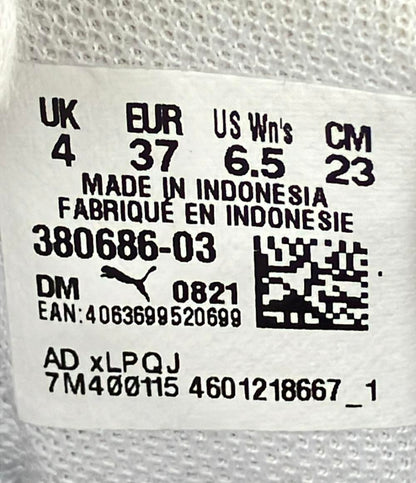 UK EUR US Wn's CM
4 37 6.5 23
MADE IN INDONESIA
FABRIQUÉ EN INDONESIE
380686-03
DM 0821
EAN:4063699520699
AD xLPQJ
7M400115 4601218667_1